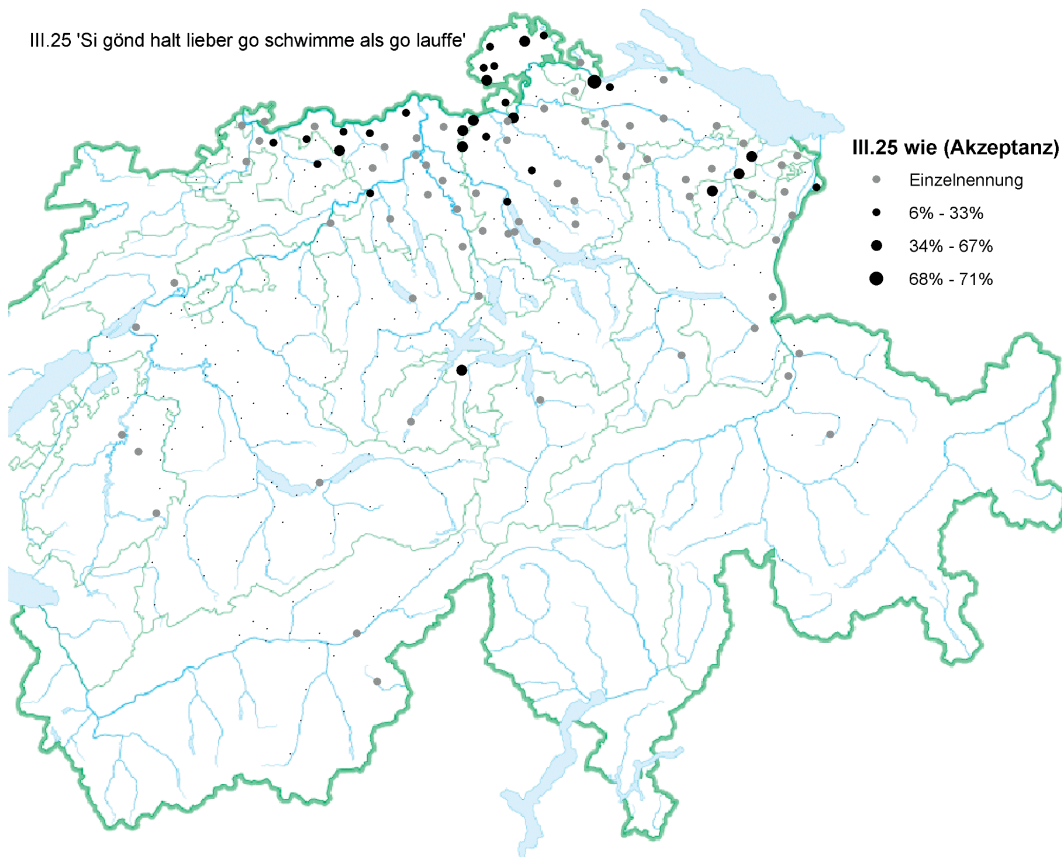 III.25 'Si gönd halt lieber go schwimme als go lauffe'
III.25 wie (Akzeptanz)
Einzelnennung
6% - 33%
34% - 67%
68% - 71%